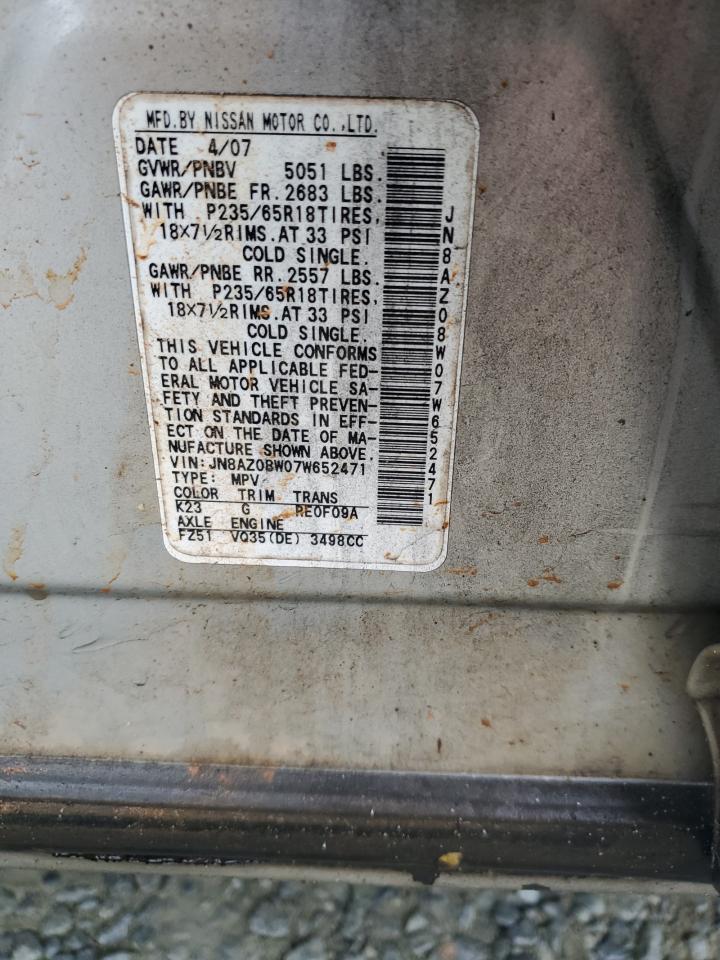 MFD.BY NISSAN MOTOR CO.,LTD.
DATE 4/07
GVWR/PNBV 5051 LBS.
GAWR/PNBE FR.2683 LBS.
WITH P235/65R18TIRES,
18X7½RIMS.AT 33 PSI
COLD SINGLE.
GAWR/PNBE RR.2557 LBS.
WITH P235/65R18TIRES,
18X7½RIMS.AT 33 PSI
COLD SINGLE.
THIS VEHICLE CONFORMS
TO ALL APPLICABLE FED-
ERAL MOTOR VEHICLE SA-
FETY AND THEFT PREVEN-
TION STANDARDS IN EFF-
ECT ON THE DATE OF MA-
NUFACTURE SHOWN ABOVE.
VIN:JN8AZ08W07W652471
TYPE: MPV
COLOR TRIM TRANS
K23 G RE0F09A
AXLE ENGINE
FZ51 VQ35(DE) 3498CC
JN8AZ08W07W652471